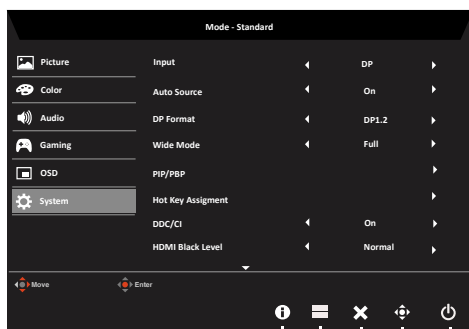 Mode - Standard
Picture
Input
DP
Color
Auto Source
On
Audio
DP Format
DP1.2
Gaming
Wide Mode
Full
OSD
PIP/PBP
System
Hot Key Assigment
DDC/CI
On
HDMI Black Level
Normal
Move
Enter